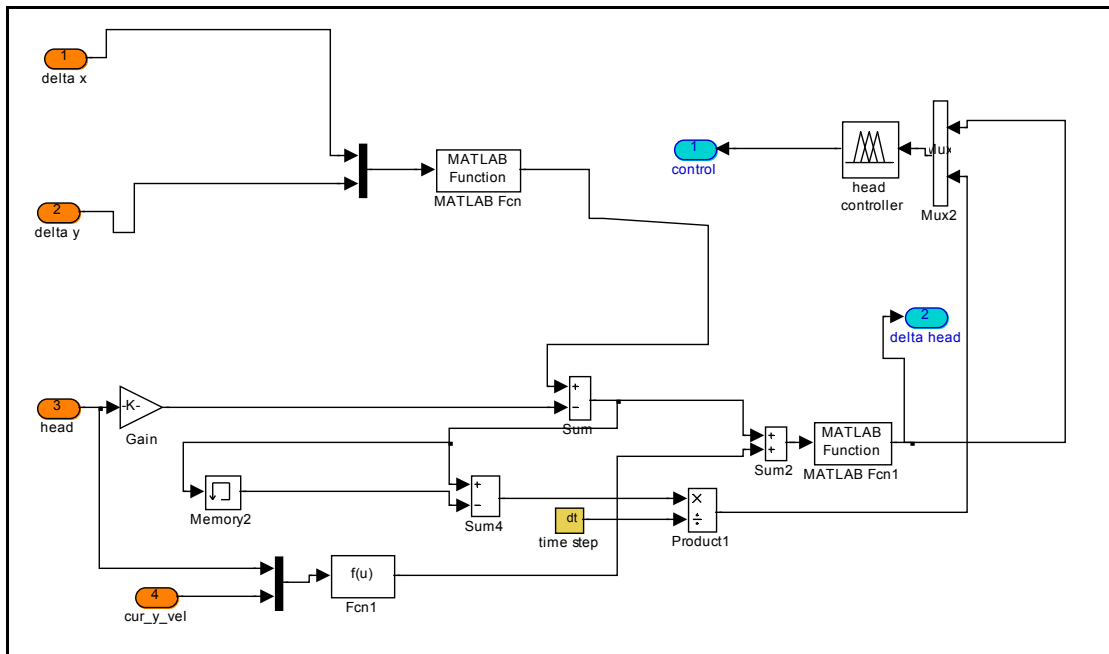 1
delta x
2
delta y
MATLAB
Function
MATLAB Fcn
1
control
head
controller
Mux
Mux2
2
delta head
3
head
-K-
Gain
+
−
Sum
+
+
Sum2
MATLAB
Function
MATLAB Fcn1
Memory2
+
−
Sum4
dt
time step
×
÷
Product1
4
cur_y_vel
f(u)
Fcn1